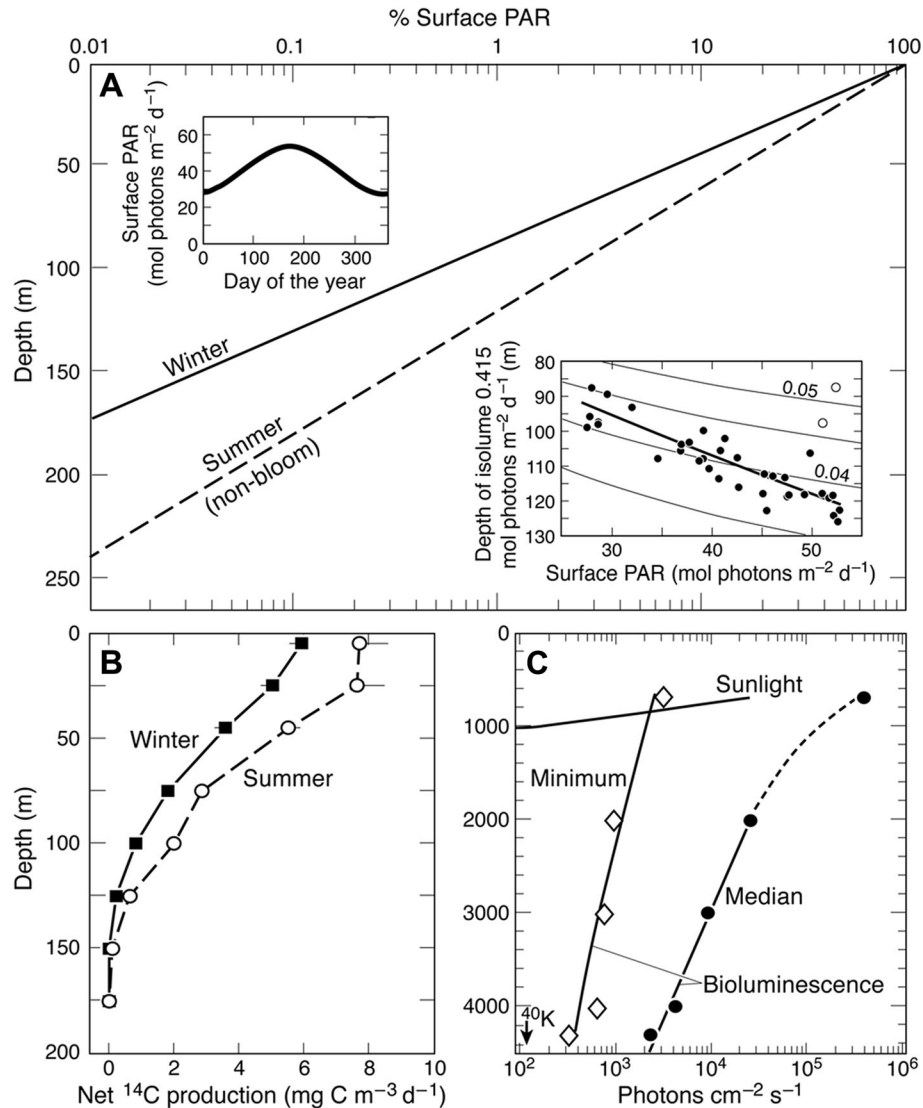 % Surface PAR
0.01 0.1 1 10 100
A
0
50
100
150
200
250
Depth (m)
Surface PAR
(mol photons m⁻² d⁻¹)
60
40
20
0
0 100 200 300
Day of the year
Winter
Summer
(non-bloom)
Depth of isolume 0.415
mol photons m⁻² d⁻¹ (m)
80
90
100
110
120
130
0.05
0.04
30 40 50
Surface PAR (mol photons m⁻² d⁻¹)
B
0
50
100
150
200
Depth (m)
Winter
Summer
0 2 4 6 8 10
Net ¹⁴C production (mg C m⁻³ d⁻¹)
C
0
1000
2000
3000
4000
Sunlight
Minimum
Median
Bioluminescence
⁴⁰K
10² 10³ 10⁴ 10⁵ 10⁶
Photons cm⁻² s⁻¹